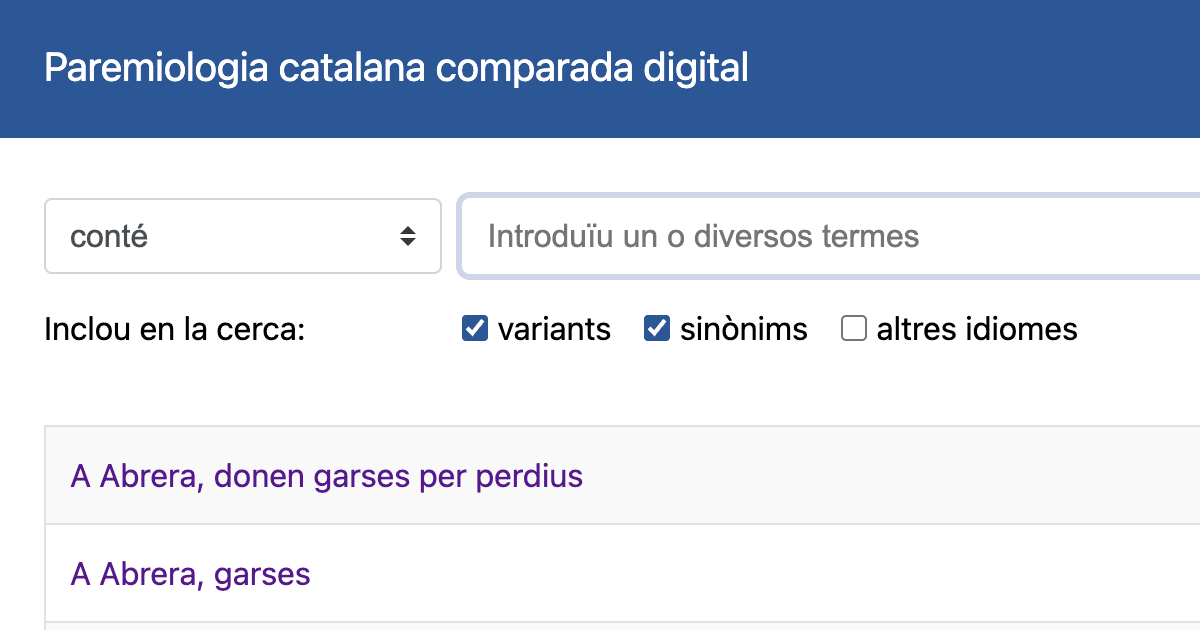 Paremiologia catalana comparada digital
conté
Introduïu un o diversos termes
Inclou en la cerca:
variants
sinònims
altres idiomes
A Abrera, donen garses per perdius
A Abrera, garses